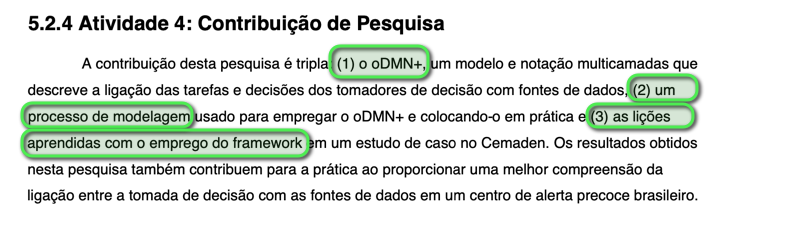 5.2.4 Atividade 4: Contribuição de Pesquisa
A contribuição desta pesquisa é tripla: (1) o oDMN+, um modelo e notação multicamadas que
descreve a ligação das tarefas e decisões dos tomadores de decisão com fontes de dados, (2) um
processo de modelagem usado para empregar o oDMN+ e colocando-o em prática e (3) as lições
aprendidas com o emprego do framework em um estudo de caso no Cemaden. Os resultados obtidos
nesta pesquisa também contribuem para a prática ao proporcionar uma melhor compreensão da
ligação entre a tomada de decisão com as fontes de dados em um centro de alerta precoce brasileiro.